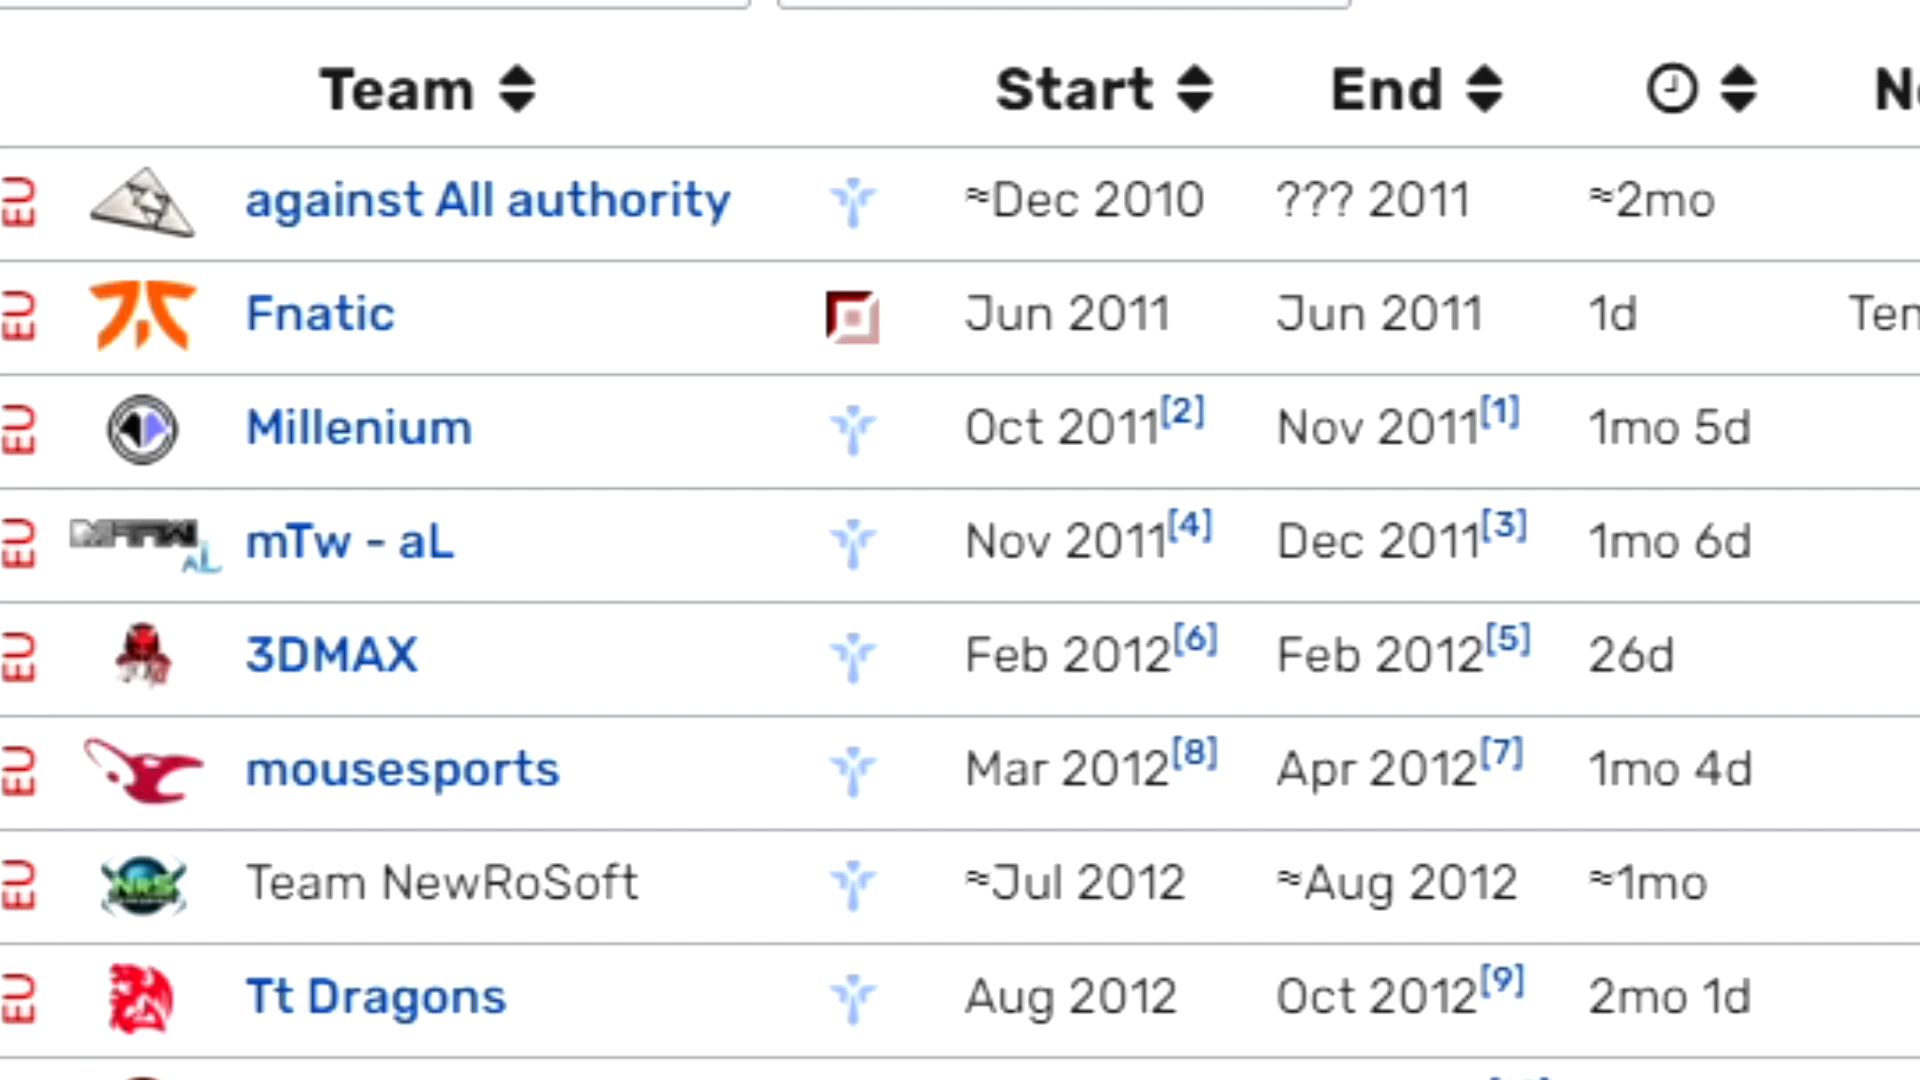 Team Start End N
EU against All authority ≈Dec 2010 ??? 2011 ≈2mo
EU Fnatic Jun 2011 Jun 2011 1d Ten
EU Millenium Oct 2011[2] Nov 2011[1] 1mo 5d
EU mTw - aL Nov 2011[4] Dec 2011[3] 1mo 6d
EU 3DMAX Feb 2012[6] Feb 2012[5] 26d
EU mousesports Mar 2012[8] Apr 2012[7] 1mo 4d
EU NRS Team NewRoSoft ≈Jul 2012 ≈Aug 2012 ≈1mo
EU Tt Dragons Aug 2012 Oct 2012[9] 2mo 1d